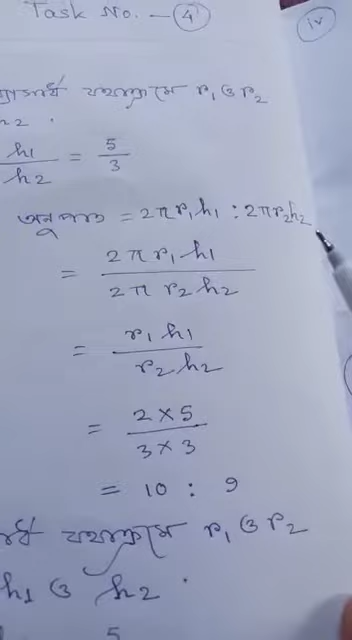 Task No. - 4
iv
যথাক্রমে r₁ ও r₂
h₂ .
h₁/h₂ = 5/3
অনুপাত = 2πr₁h₁ : 2πr₂h₂
= 2πr₁h₁ / 2πr₂h₂
= r₁h₁ / r₂h₂
= 2×5 / 3×3
= 10 : 9
যথাক্রমে r₁ ও r₂
h₁ ও h₂ .
5